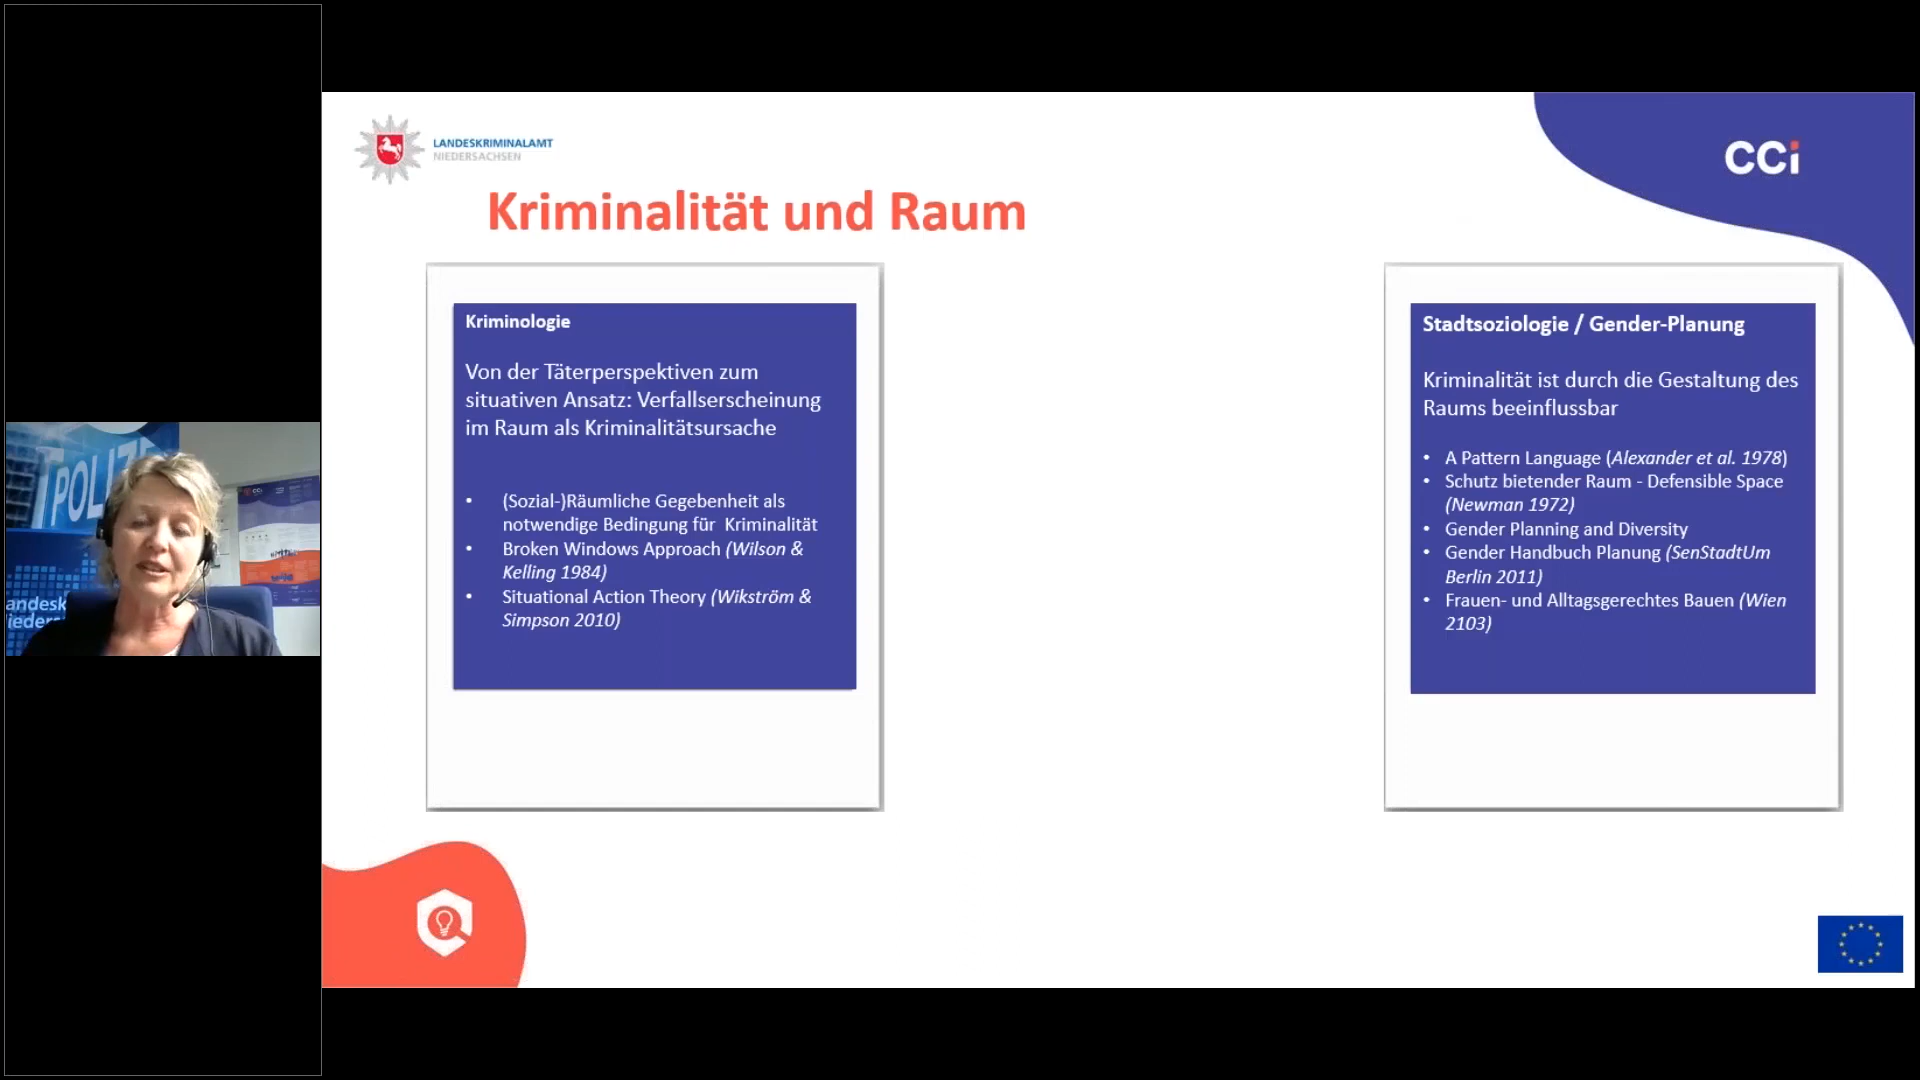 LANDESKRIMINALAMT
NIEDERSACHSEN
CCi
Kriminalität und Raum
Kriminologie
Von der Täterperspektiven zum
situativen Ansatz: Verfallserscheinung
im Raum als Kriminalitätsursache
• (Sozial-)Räumliche Gegebenheit als
notwendige Bedingung für Kriminalität
• Broken Windows Approach (Wilson &
Kelling 1984)
• Situational Action Theory (Wikström &
Simpson 2010)
Stadtsoziologie / Gender-Planung
Kriminalität ist durch die Gestaltung des
Raums beeinflussbar
• A Pattern Language (Alexander et al. 1978)
• Schutz bietender Raum - Defensible Space
(Newman 1972)
• Gender Planning and Diversity
• Gender Handbuch Planung (SenStadtUm
Berlin 2011)
• Frauen- und Alltagsgerechtes Bauen (Wien
2103)
POLIZE
andesk
iieders